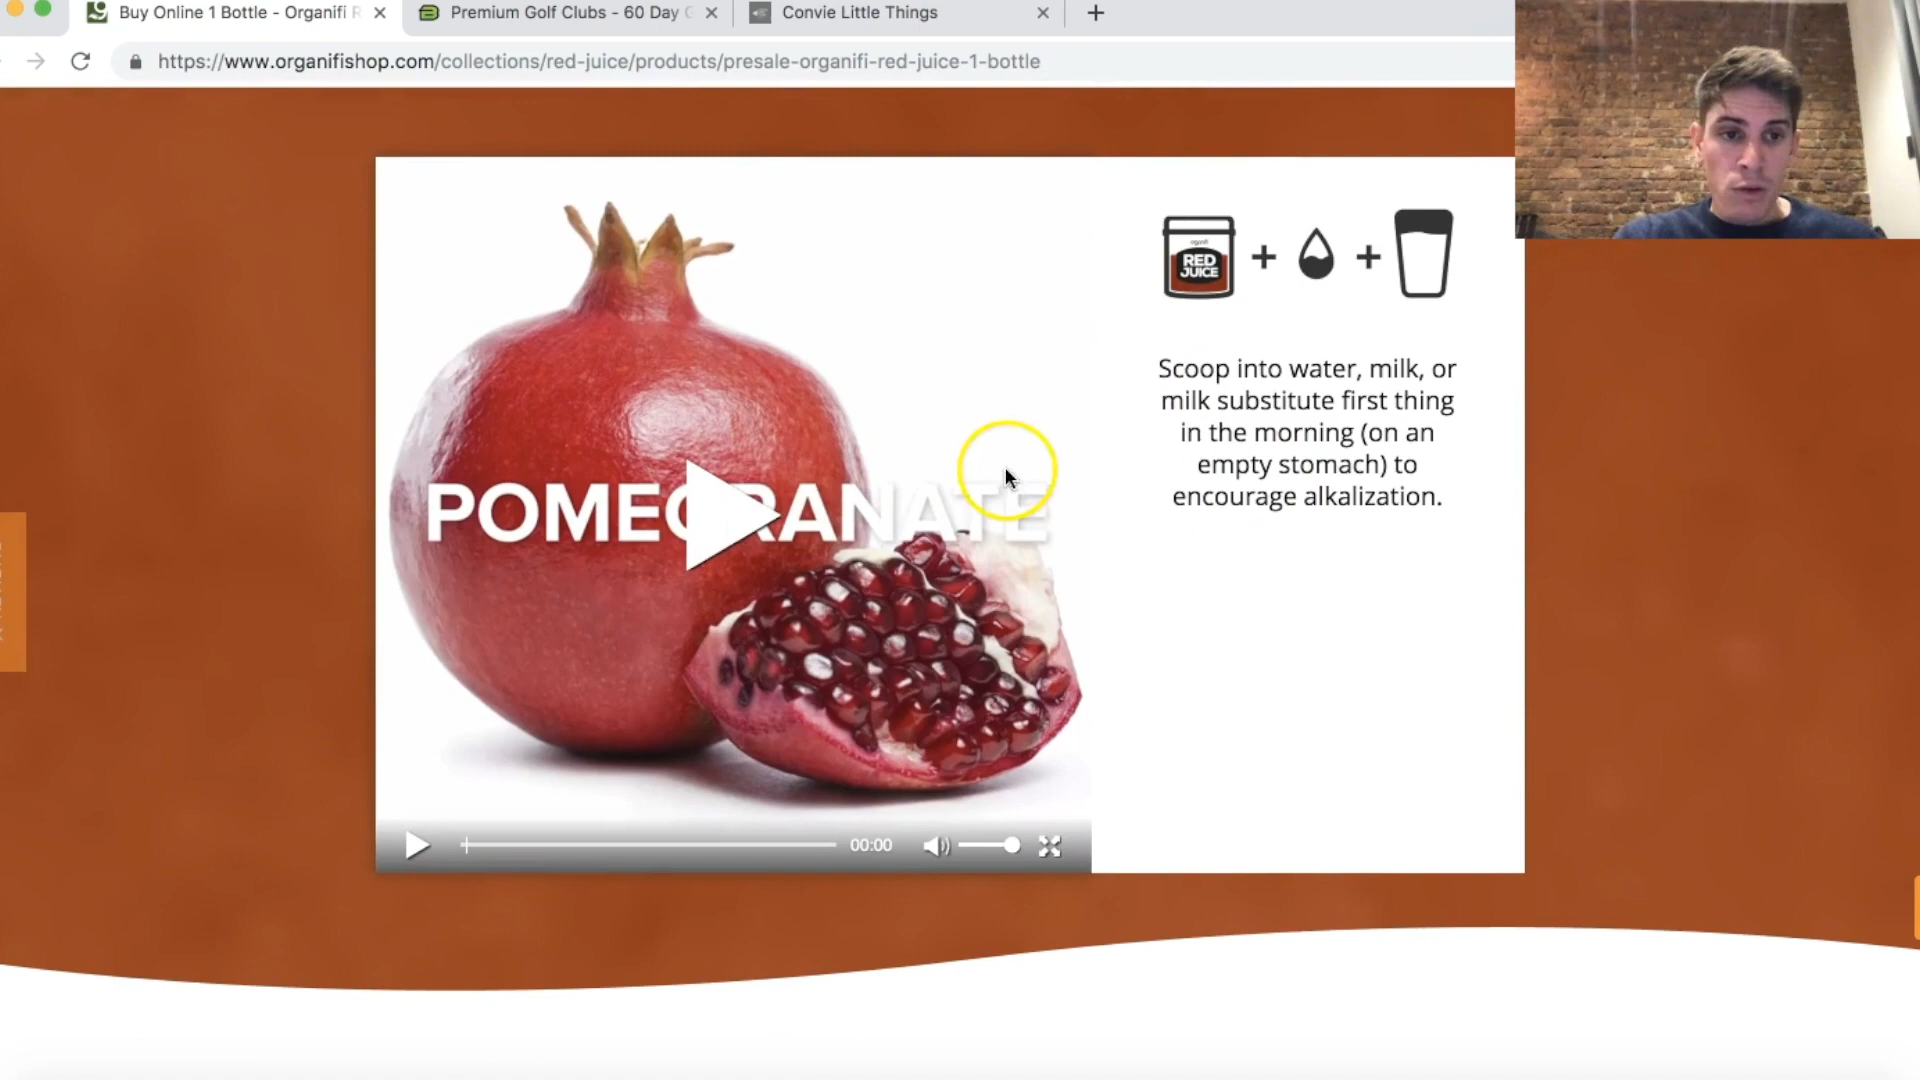 Buy Online 1 Bottle - Organifi R
Premium Golf Clubs - 60 Day G
Convie Little Things
https://www.organifishop.com/collections/red-juice/products/presale-organifi-red-juice-1-bottle
organifi
RED
JUICE
Scoop into water, milk, or
milk substitute first thing
in the morning (on an
empty stomach) to
encourage alkalization.
POMEGRANATE
00:00